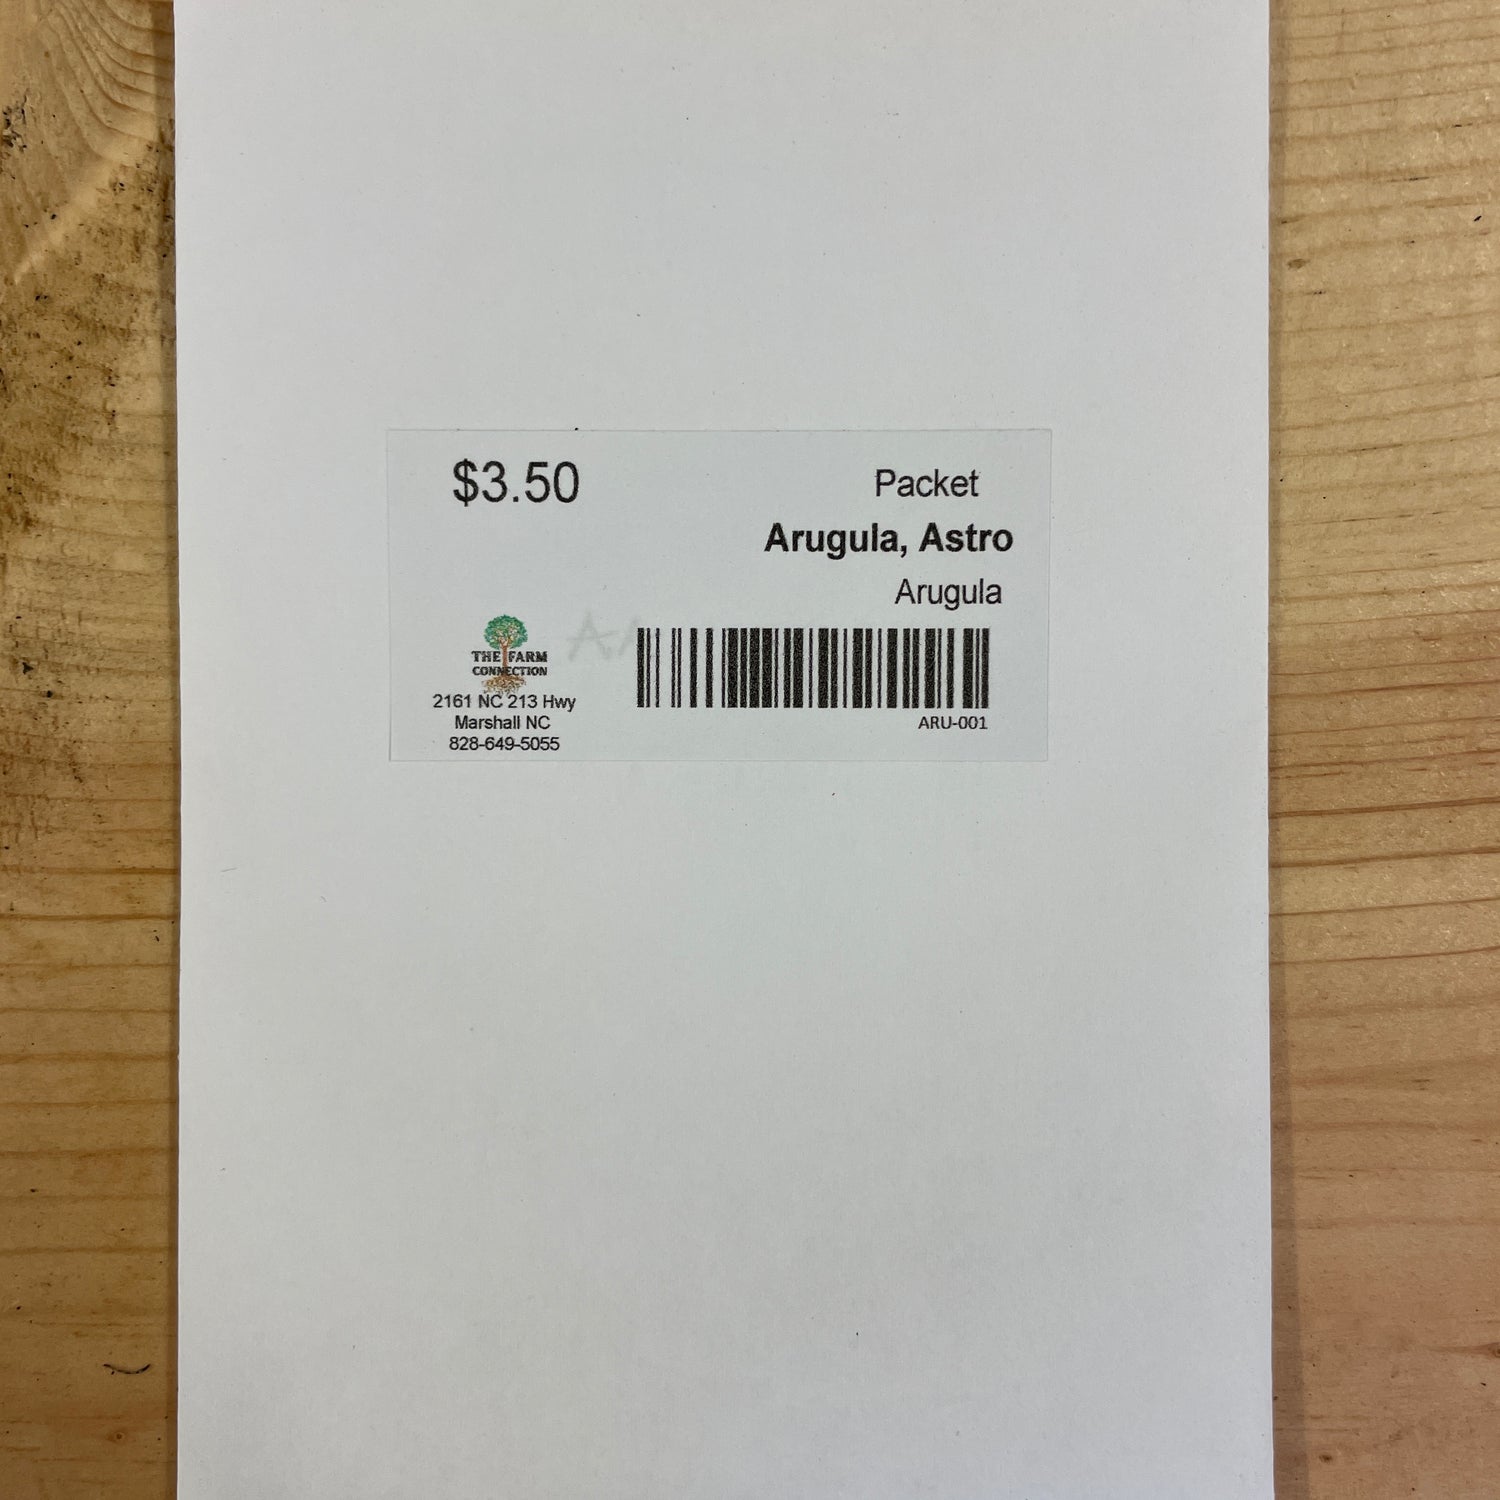 $3.50
Packet
Arugula, Astro
Arugula
THE FARM
CONNECTION
2161 NC 213 Hwy
Marshall NC
828-649-5055
ARU-001